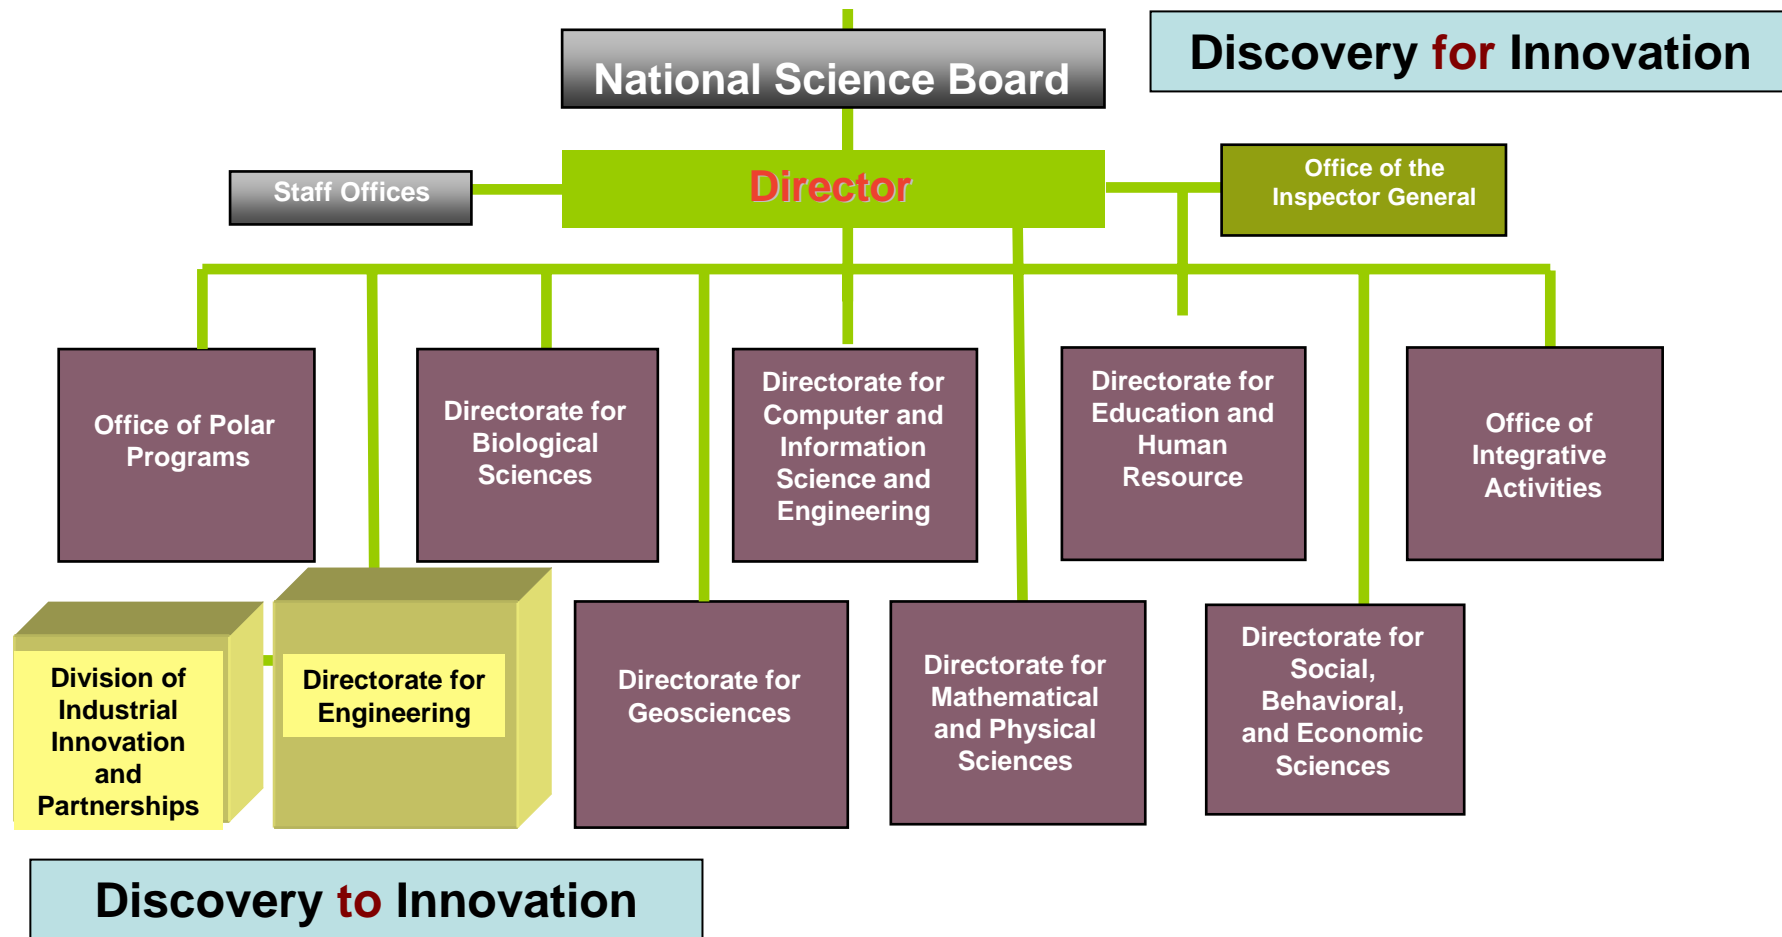 National Science Board
Discovery for Innovation
Staff Offices
Director
Office of the
Inspector General
Office of Polar
Programs
Directorate for
Biological
Sciences
Directorate for
Computer and
Information
Science and
Engineering
Directorate for
Education and
Human
Resource
Office of
Integrative
Activities
Division of
Industrial
Innovation
and
Partnerships
Directorate for
Engineering
Directorate for
Geosciences
Directorate for
Mathematical
and Physical
Sciences
Directorate for
Social,
Behavioral,
and Economic
Sciences
Discovery to Innovation